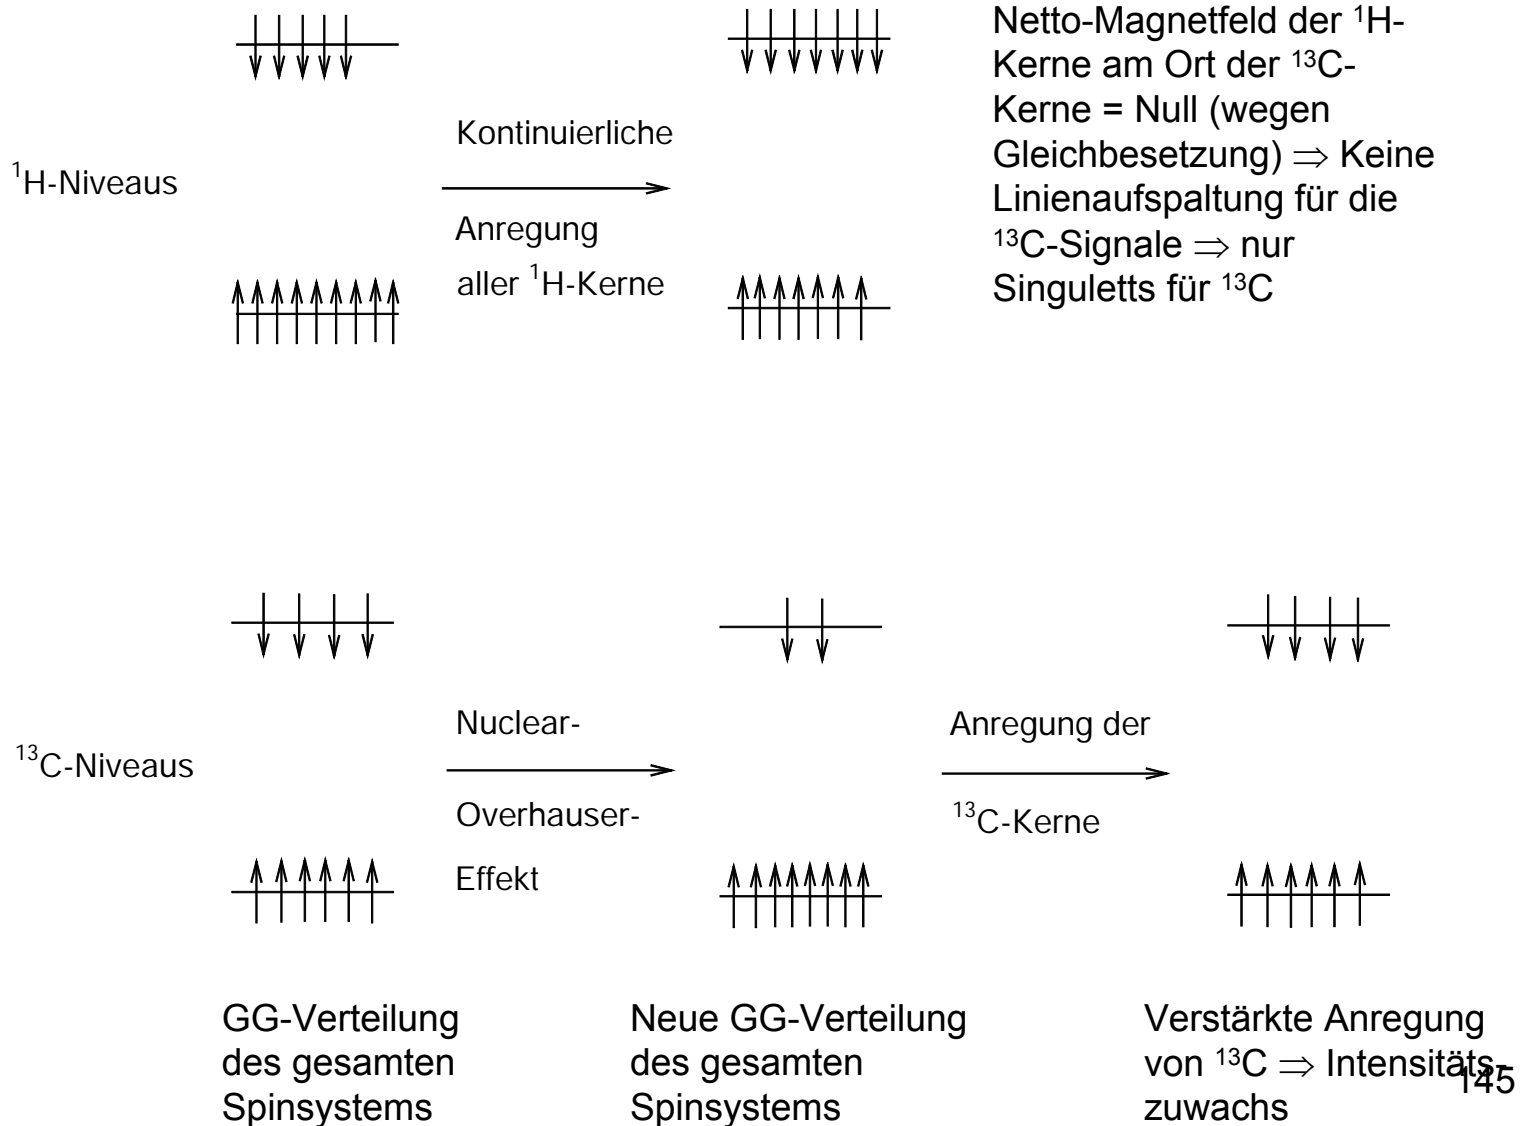 Netto-Magnetfeld der ¹H-
Kerne am Ort der ¹³C-
Kerne = Null (wegen
Gleichbesetzung) ⇒ Keine
Linienaufspaltung für die
¹³C-Signale ⇒ nur
Singuletts für ¹³C
¹H-Niveaus
Kontinuierliche
Anregung
aller ¹H-Kerne
¹³C-Niveaus
Nuclear-
Overhauser-
Effekt
Anregung der
¹³C-Kerne
GG-Verteilung
des gesamten
Spinsystems
Neue GG-Verteilung
des gesamten
Spinsystems
Verstärkte Anregung
von ¹³C ⇒ Intensitäts-
zuwachs
145